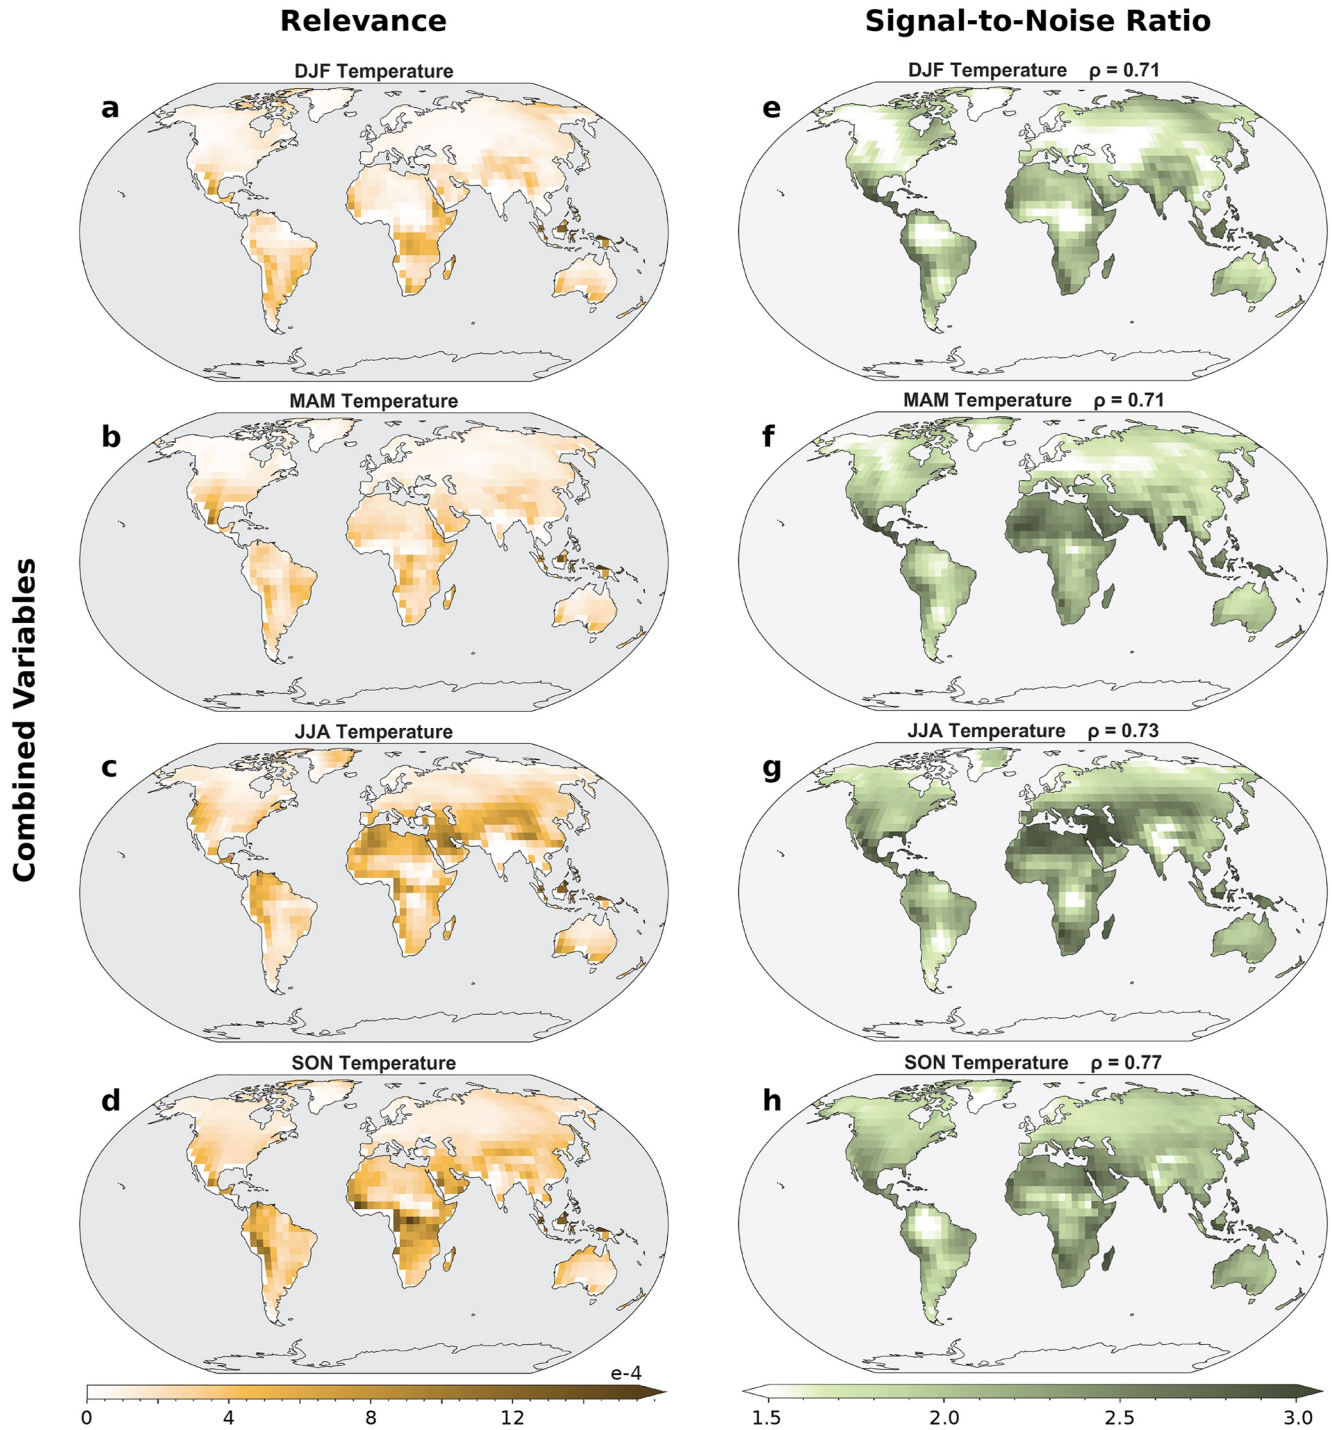 Relevance
Signal-to-Noise Ratio
Combined Variables
DJF Temperature
a
DJF Temperature ρ = 0.71
e
MAM Temperature
b
MAM Temperature ρ = 0.71
f
JJA Temperature
c
JJA Temperature ρ = 0.73
g
SON Temperature
d
SON Temperature ρ = 0.77
h
e-4
0 4 8 12
1.5 2.0 2.5 3.0